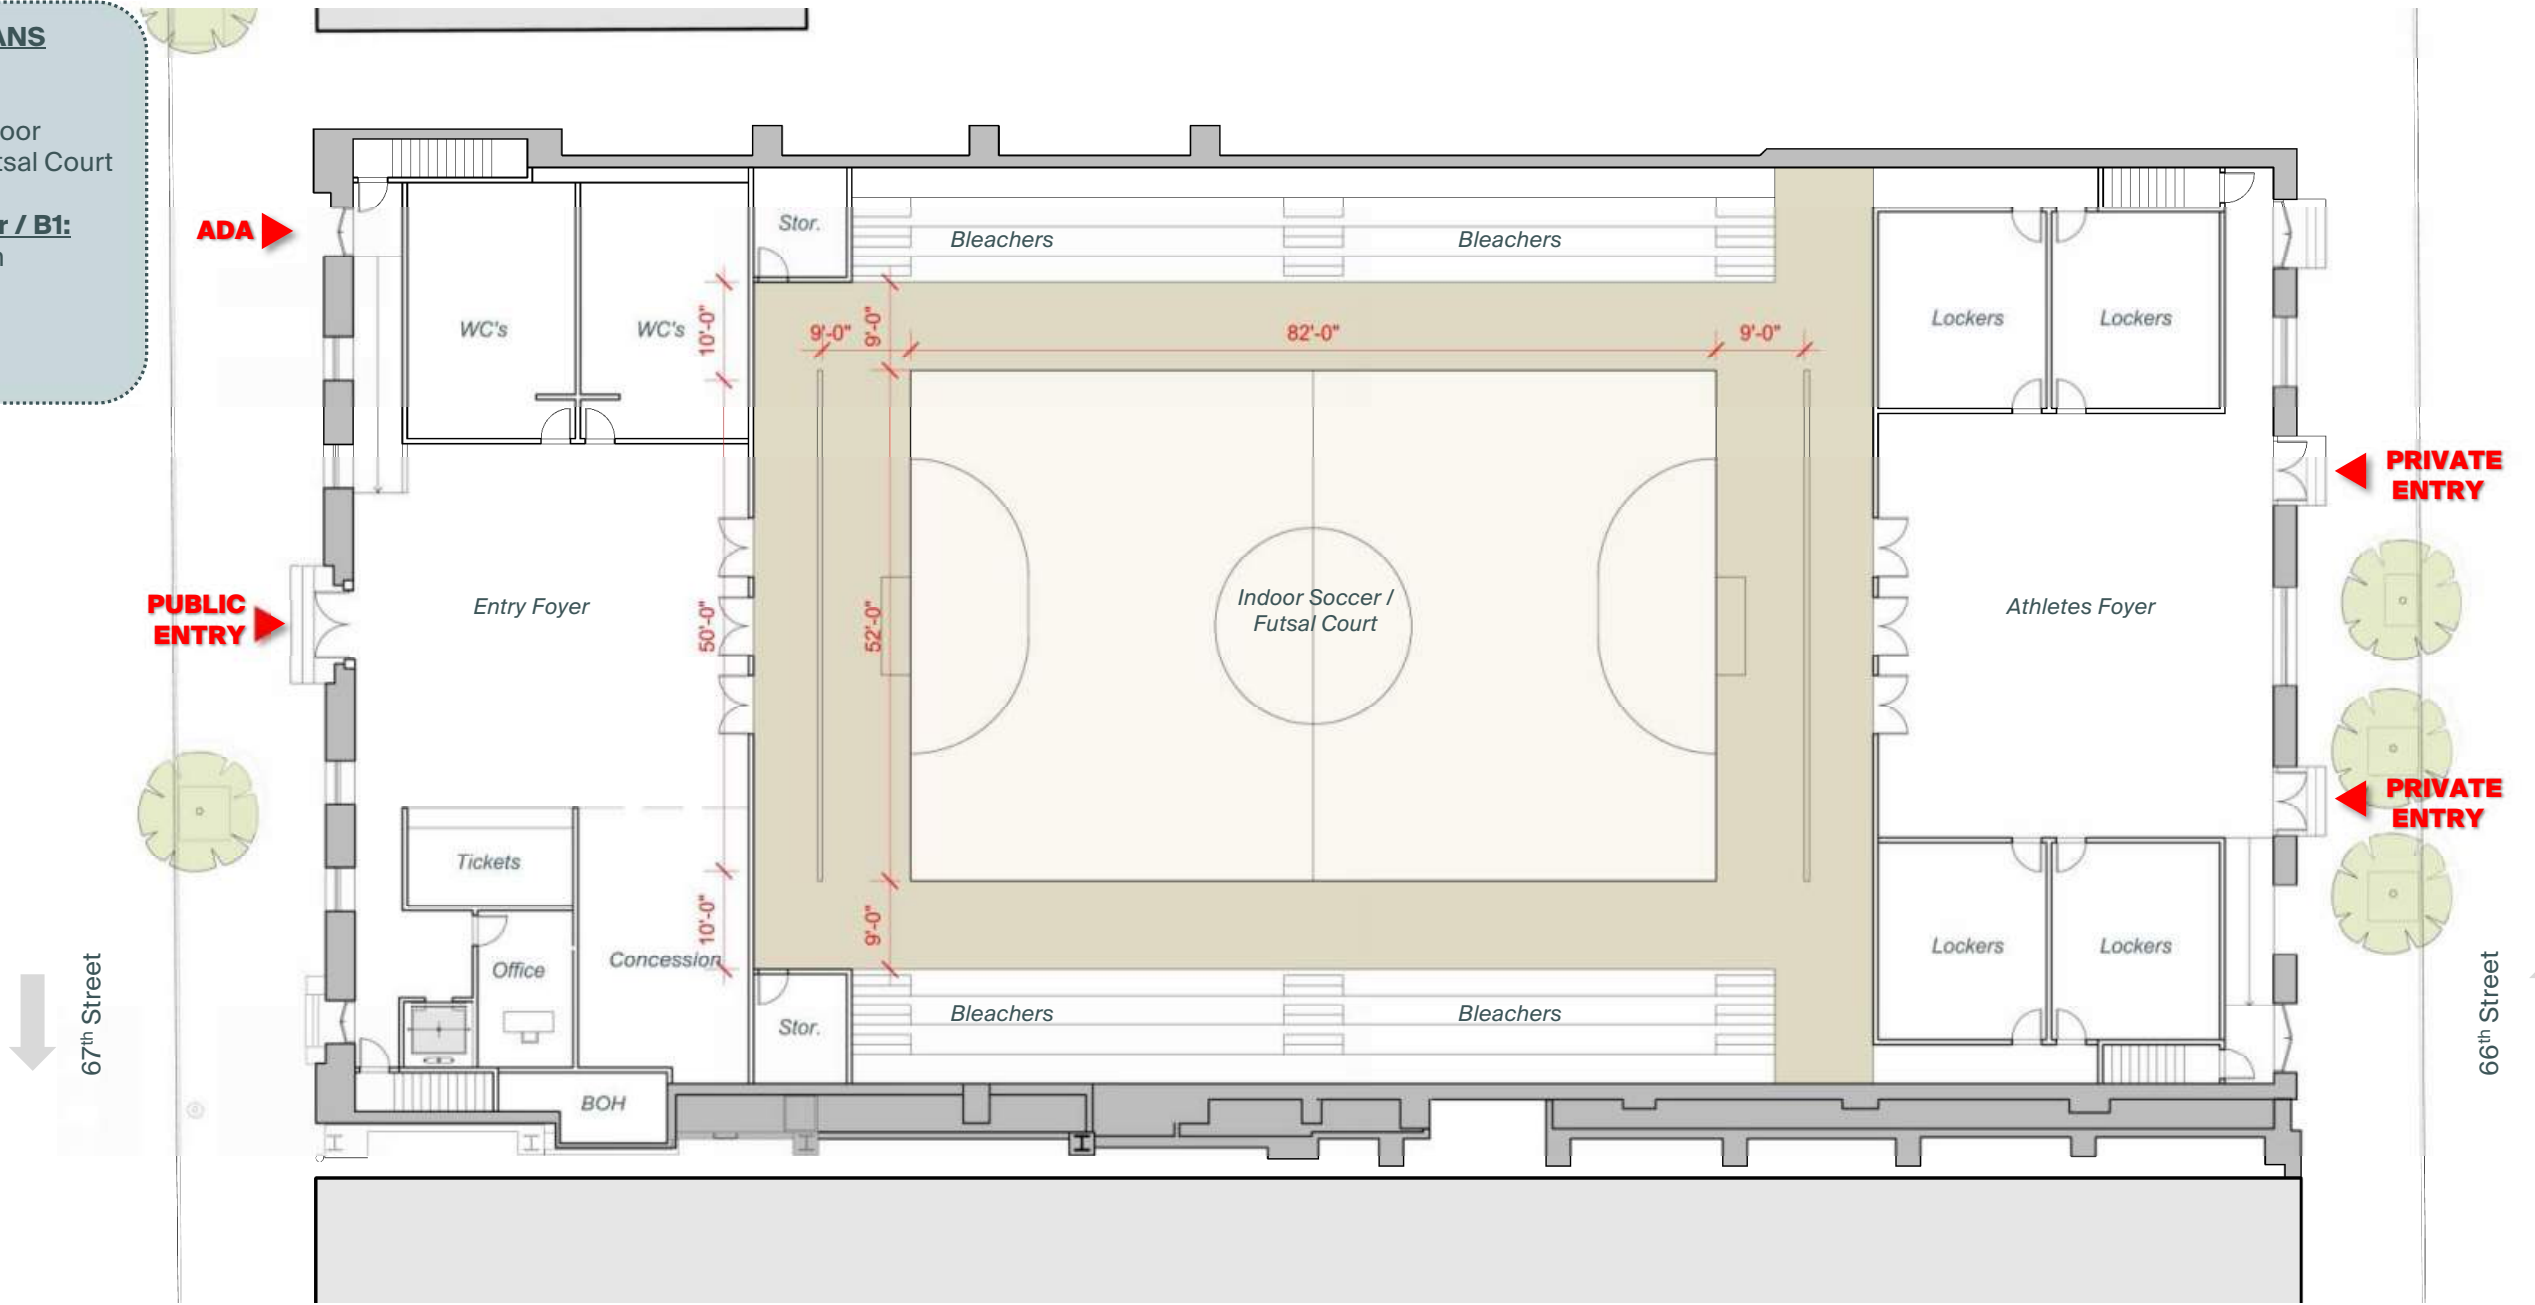 ANS
oor
tsal Court
r / B1:
n
ADA
PUBLIC
ENTRY
67th Street
WC's
WC's
Stor.
Bleachers
Bleachers
10'-0"
9'-0"
9'-0"
82'-0"
9'-0"
Lockers
Lockers
PRIVATE
ENTRY
Entry Foyer
50'-0"
52'-0"
Indoor Soccer /
Futsal Court
Athletes Foyer
PRIVATE
ENTRY
Tickets
Office
Concession
10'-0"
9'-0"
Stor.
Bleachers
Bleachers
Lockers
Lockers
BOH
66th Street